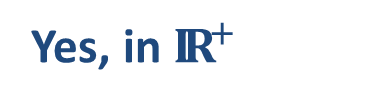 Yes, in ℝ⁺